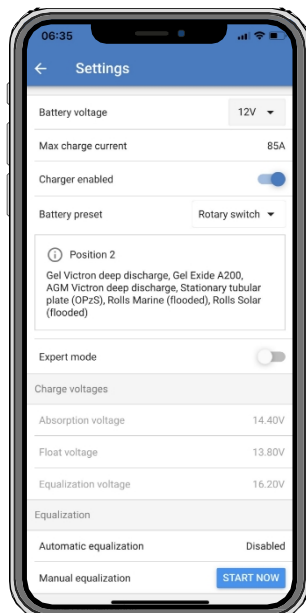 06:35
Settings
Battery voltage 12V
Max charge current 85A
Charger enabled
Battery preset Rotary switch
Position 2
Gel Victron deep discharge, Gel Exide A200,
AGM Victron deep discharge, Stationary tubular
plate (OPzS), Rolls Marine (flooded), Rolls Solar
(flooded)
Expert mode
Charge voltages
Absorption voltage 14.40V
Float voltage 13.80V
Equalization voltage 16.20V
Equalization
Automatic equalization Disabled
Manual equalization START NOW